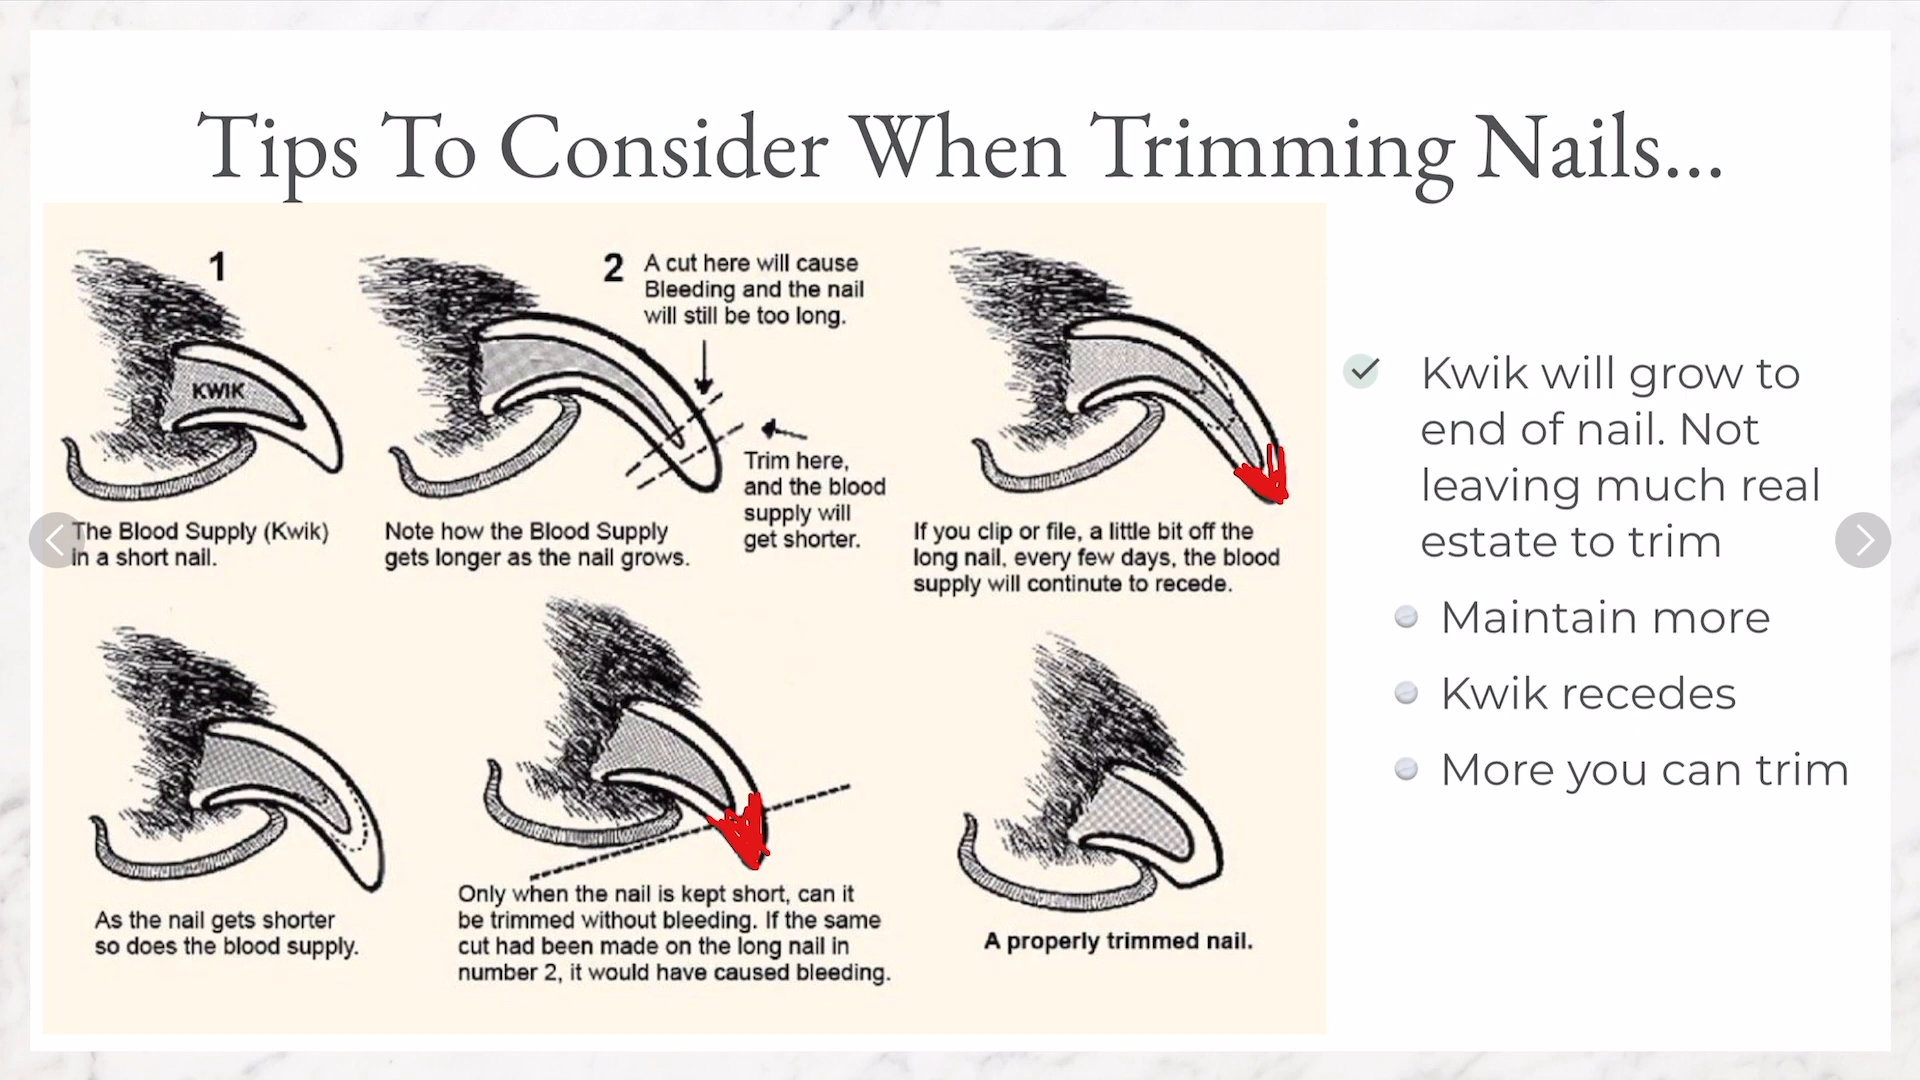 Tips To Consider When Trimming Nails...
1
KWIK
The Blood Supply (Kwik)
in a short nail.
2
A cut here will cause
Bleeding and the nail
will still be too long.
Trim here,
and the blood
supply will
get shorter.
Note how the Blood Supply
gets longer as the nail grows.
If you clip or file, a little bit off the
long nail, every few days, the blood
supply will continute to recede.
As the nail gets shorter
so does the blood supply.
Only when the nail is kept short, can it
be trimmed without bleeding. If the same
cut had been made on the long nail in
number 2, it would have caused bleeding.
A properly trimmed nail.
Kwik will grow to
end of nail. Not
leaving much real
estate to trim
Maintain more
Kwik recedes
More you can trim